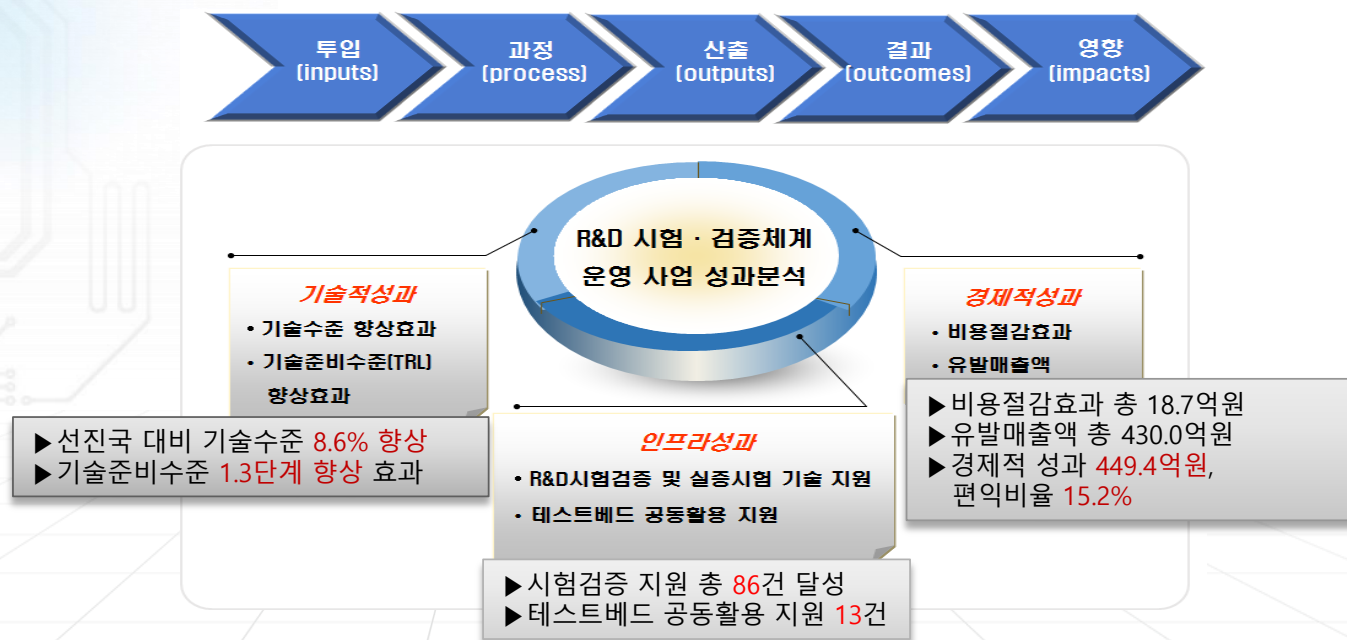 투입
(inputs)
과정
(process)
산출
(outputs)
결과
(outcomes)
영향
(impacts)
R&D 시험 · 검증체계
운영 사업 성과분석
기술적성과
• 기술수준 향상효과
• 기술준비수준(TRL)
향상효과
▶선진국 대비 기술수준 8.6% 향상
▶기술준비수준 1.3단계 향상 효과
경제적성과
• 비용절감효과
• 유발매출액
▶비용절감효과 총 18.7억원
▶유발매출액 총 430.0억원
▶경제적 성과 449.4억원,
편익비율 15.2%
인프라성과
• R&D시험검증 및 실증시험 기술 지원
• 테스트베드 공동활용 지원
▶시험검증 지원 총 86건 달성
▶테스트베드 공동활용 지원 13건